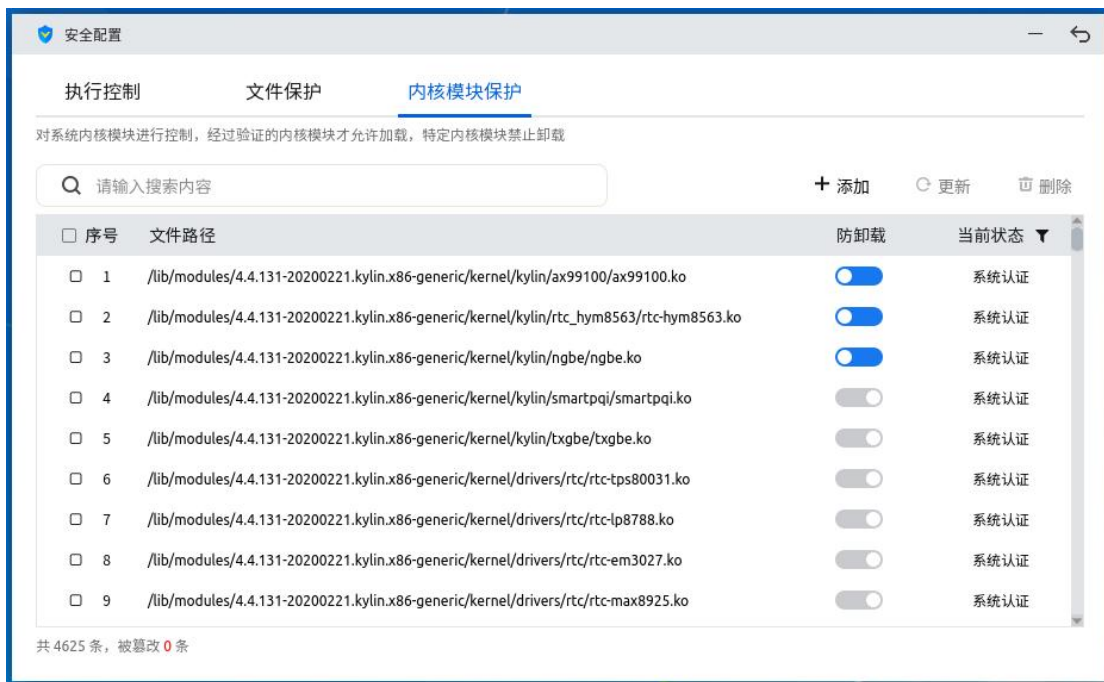 安全配置
执行控制 文件保护 内核模块保护
对系统内核模块进行控制，经过验证的内核模块才允许加载，特定内核模块禁止卸载
请输入搜索内容 添加 更新 删除
序号 文件路径 防卸载 当前状态
1 /lib/modules/4.4.131-20200221.kylin.x86-generic/kernel/kylin/ax99100/ax99100.ko 系统认证
2 /lib/modules/4.4.131-20200221.kylin.x86-generic/kernel/kylin/rtc_hym8563/rtc-hym8563.ko 系统认证
3 /lib/modules/4.4.131-20200221.kylin.x86-generic/kernel/kylin/ngbe/ngbe.ko 系统认证
4 /lib/modules/4.4.131-20200221.kylin.x86-generic/kernel/kylin/smartpqi/smartpqi.ko 系统认证
5 /lib/modules/4.4.131-20200221.kylin.x86-generic/kernel/kylin/txgbe/txgbe.ko 系统认证
6 /lib/modules/4.4.131-20200221.kylin.x86-generic/kernel/drivers/rtc/rtc-tps80031.ko 系统认证
7 /lib/modules/4.4.131-20200221.kylin.x86-generic/kernel/drivers/rtc/rtc-lp8788.ko 系统认证
8 /lib/modules/4.4.131-20200221.kylin.x86-generic/kernel/drivers/rtc/rtc-em3027.ko 系统认证
9 /lib/modules/4.4.131-20200221.kylin.x86-generic/kernel/drivers/rtc/rtc-max8925.ko 系统认证
共 4625 条，被篡改 0 条